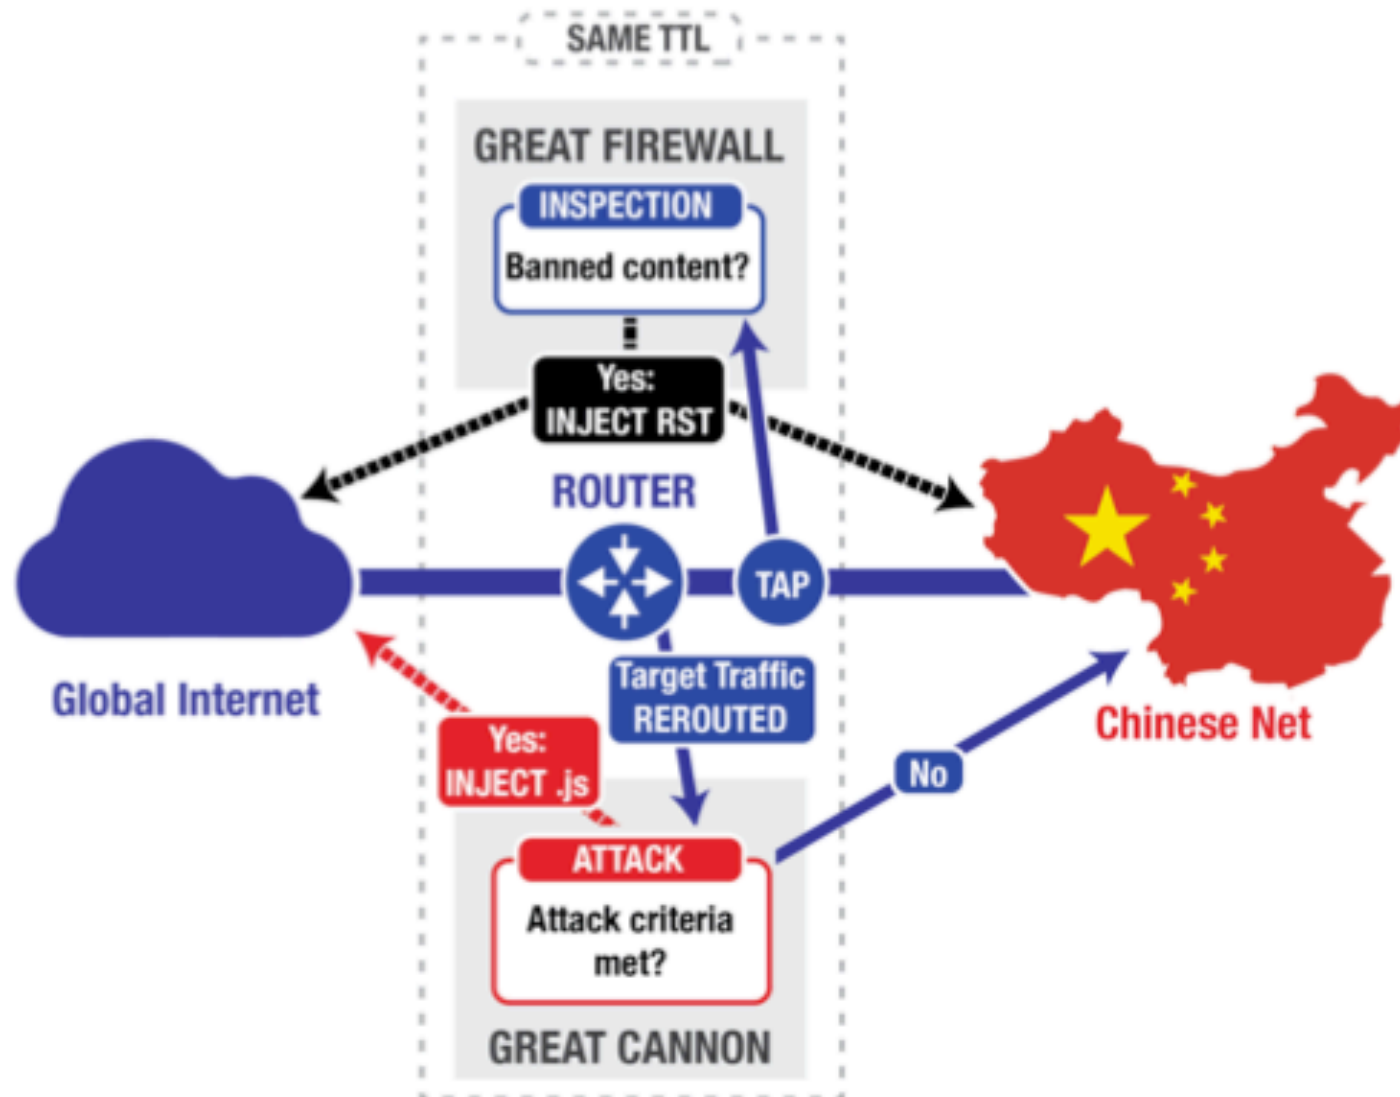 SAME TTL
GREAT FIREWALL
INSPECTION
Banned content?
Yes:
INJECT RST
ROUTER
TAP
Global Internet
Target Traffic
REROUTED
Chinese Net
Yes:
INJECT .js
No
ATTACK
Attack criteria
met?
GREAT CANNON